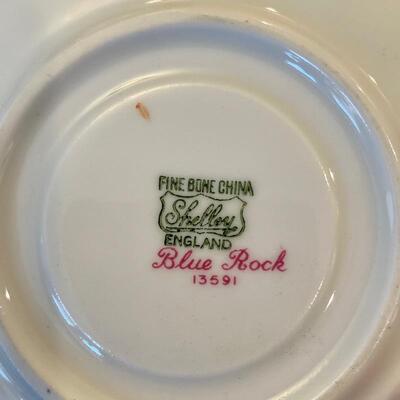 FINE BONE CHINA
Shelley
ENGLAND
Blue Rock
13591